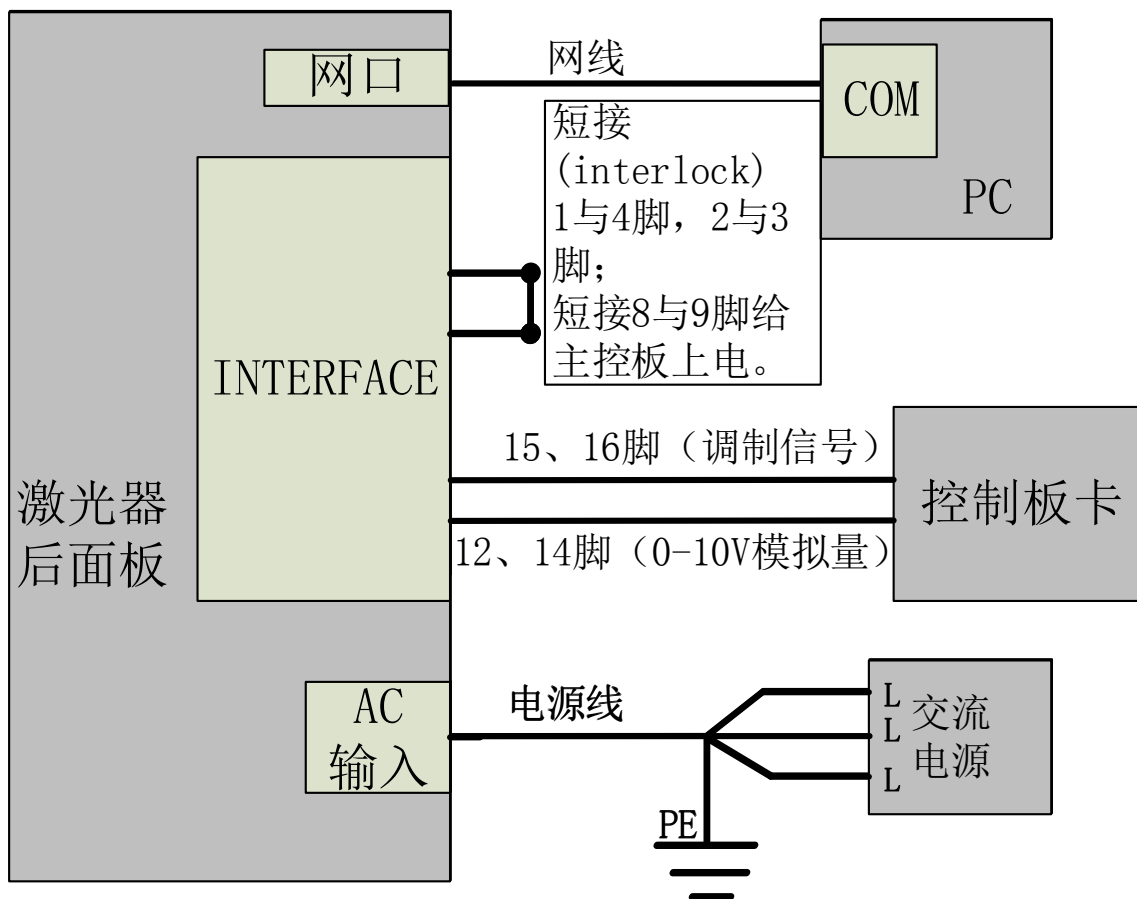 网口
网线
COM
PC
短接
(interlock)
1与4脚，2与3
脚；
短接8与9脚给
主控板上电。
INTERFACE
15、16脚（调制信号）
12、14脚（0-10V模拟量）
控制板卡
激光器
后面板
AC
输入
电源线
PE
L
L
L
交流
电源